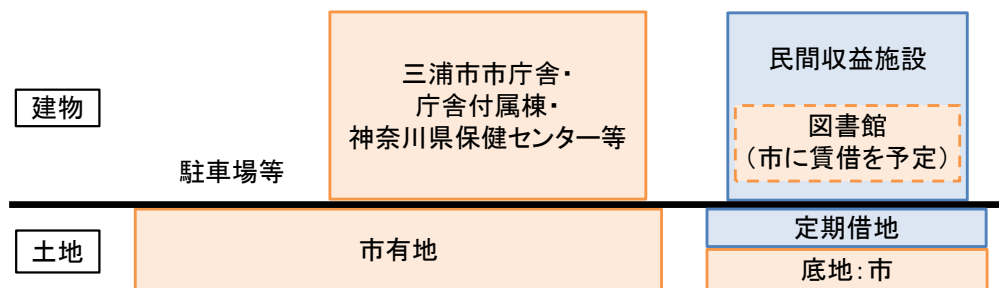 建物
駐車場等
三浦市市庁舎・
庁舎付属棟・
神奈川県保健センター等
民間収益施設
図書館
（市に賃借を予定）
土地
市有地
定期借地
底地：市